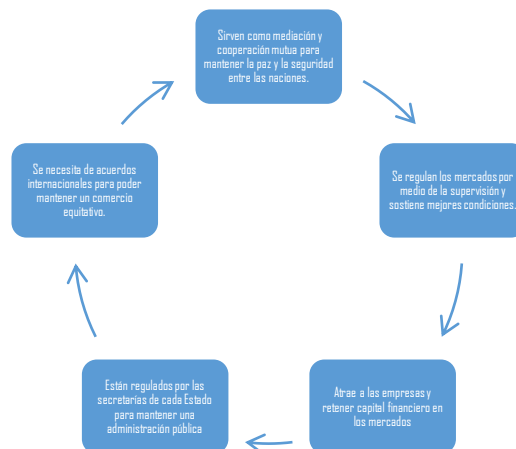 Sirven como mediación y
cooperación mutua para
mantener la paz y la seguridad
entre las naciones.
Se regulan los mercados por
medio de la supervisión y
sostiene mejores condiciones.
Atrae a las empresas y
retener capital financiero en
los mercados
Están regulados por las
secretarías de cada Estado
para mantener una
administración pública
Se necesita de acuerdos
internacionales para poder
mantener un comercio
equitativo.